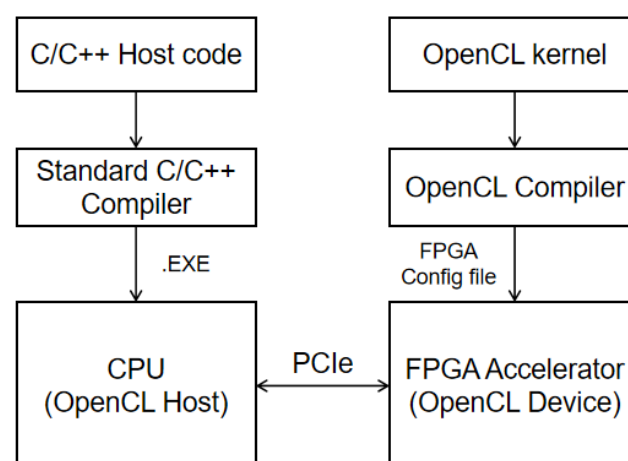 C/C++ Host code
OpenCL kernel
Standard C/C++
Compiler
OpenCL Compiler
.EXE
FPGA
Config file
CPU
(OpenCL Host)
PCIe
FPGA Accelerator
(OpenCL Device)